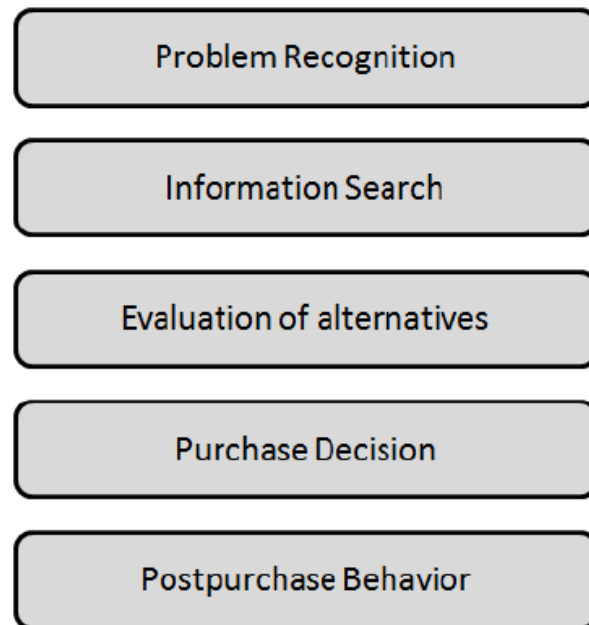 Problem Recognition
Information Search
Evaluation of alternatives
Purchase Decision
Postpurchase Behavior